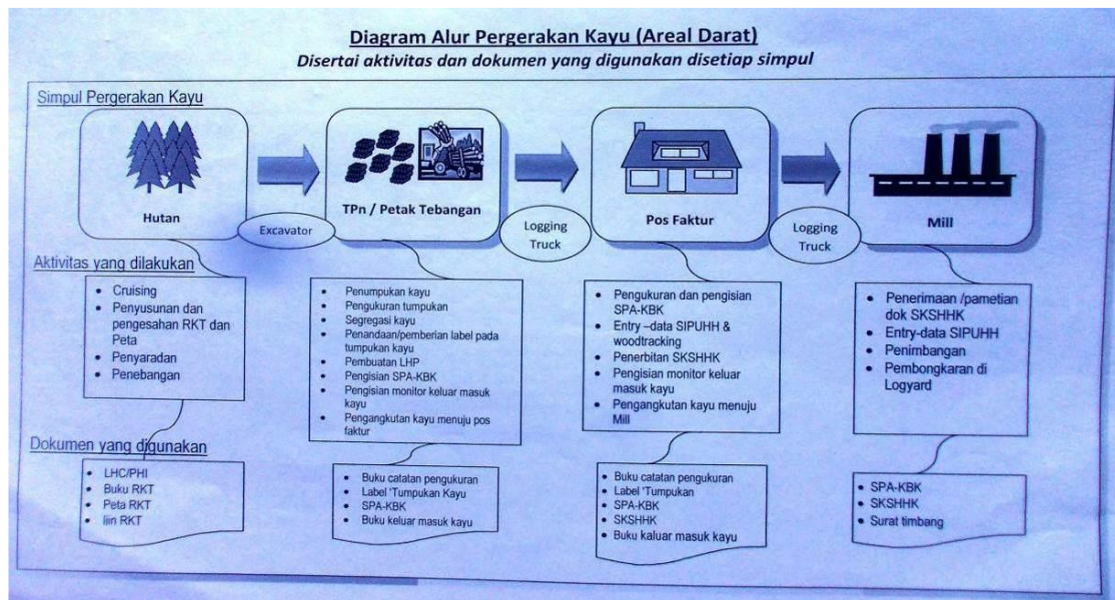 Diagram Alur Pergerakan Kayu (Areal Darat)
Disertai aktivitas dan dokumen yang digunakan disetiap simpul
Simpul Pergerakan Kayu
Hutan
Excavator
TPn / Petak Tebangan
Logging
Truck
Pos Faktur
Logging
Truck
Mill
Aktivitas yang dilakukan
• Cruising
• Penyusunan dan
pengesahan RKT dan
Peta
• Penyaradan
• Penebangan
• Penumpukan kayu
• Pengukuran tumpukan
• Segregasi kayu
• Penandaan/pemberian label pada
tumpukan kayu
• Pembuatan LHP
• Pengisian SPA-KBK
• Pengisian monitor keluar masuk
kayu
• Pengangkutan kayu menuju pos
faktur
• Pengukuran dan pengisian
SPA-KBK
• Entry –data SIPUHH &
woodtracking
• Penerbitan SKSHHK
• Pengisian monitor keluar
masuk kayu
• Pengangkutan kayu menuju
Mill
• Penerimaan /pametian
dok SKSHHK
• Entry-data SIPUHH
• Penimbangan
• Pembongkaran di
Logyard
Dokumen yang digunakan
• LHC/PHI
• Buku RKT
• Peta RKT
• Iiin RKT
• Buku catatan pengukuran
• Label 'Tumpukan Kayu
• SPA-KBK
• Buku keluar masuk kayu
• Buku catatan pengukuran
• Label 'Tumpukan
• SPA-KBK
• SKSHHK
• Buku kaluar masuk kayu
• SPA-KBK
• SKSHHK
• Surat timbang